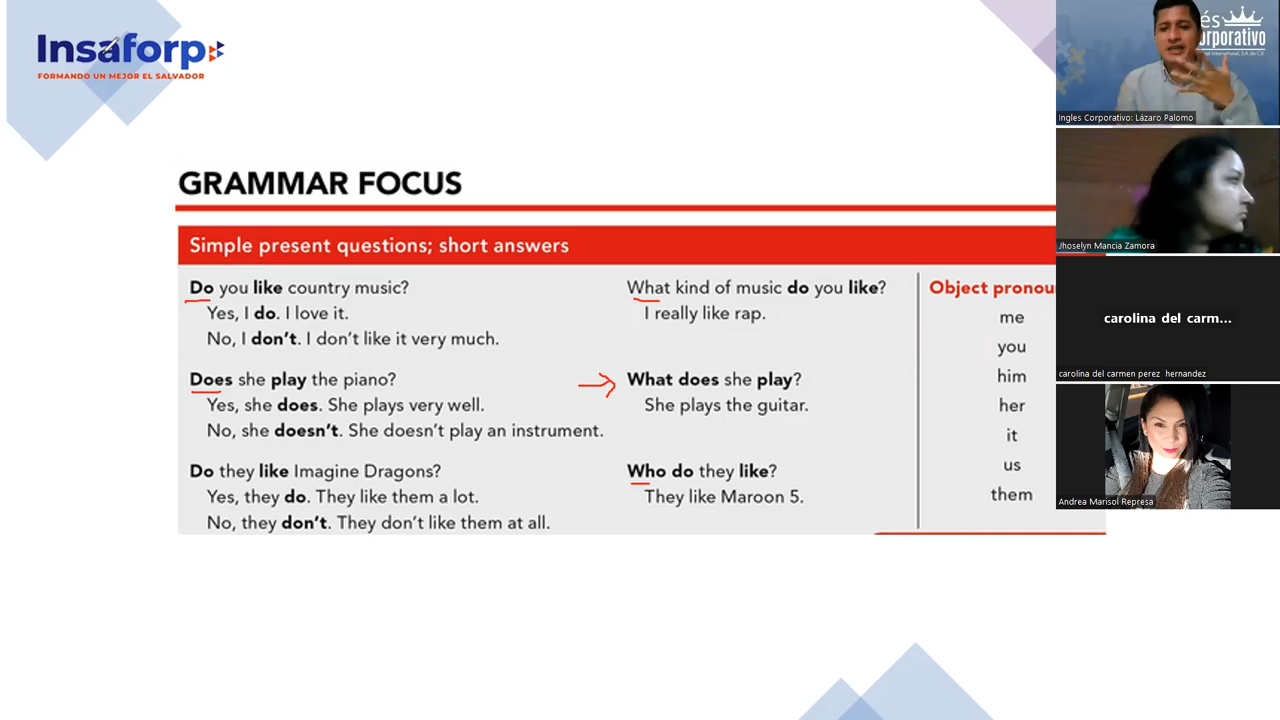 Insaforp
FORMANDO UN MEJOR EL SALVADOR
GRAMMAR FOCUS
Simple present questions; short answers
Do you like country music?
Yes, I do. I love it.
No, I don't. I don't like it very much.
Does she play the piano?
Yes, she does. She plays very well.
No, she doesn't. She doesn't play an instrument.
Do they like Imagine Dragons?
Yes, they do. They like them a lot.
No, they don't. They don't like them at all.
What kind of music do you like?
I really like rap.
What does she play?
She plays the guitar.
Who do they like?
They like Maroon 5.
Object pronou
me
you
him
her
it
us
them
és
orporativo
Ingles Corporativo: Lázaro Palomo
Jhoselyn Mancia Zamora
carolina del carm...
carolina del carmen perez hernandez
Andrea Marisol Represa